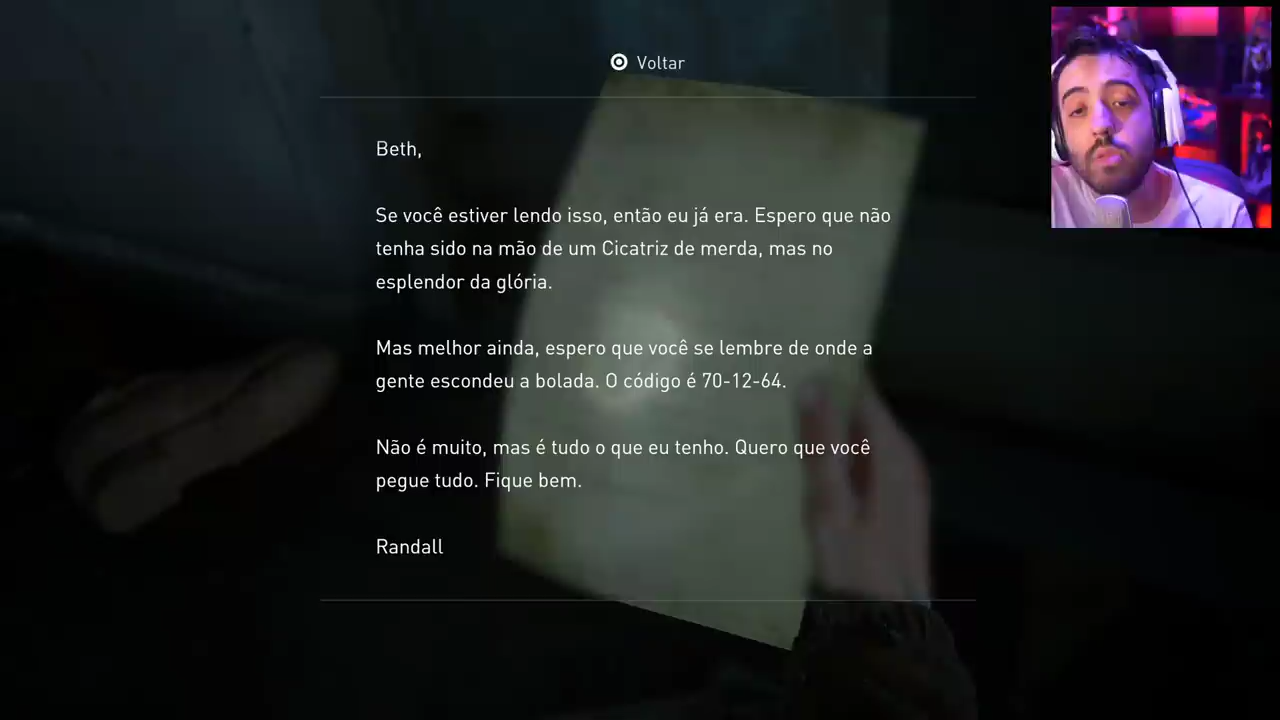 Voltar
Beth,
Se você estiver lendo isso, então eu já era. Espero que não
tenha sido na mão de um Cicatriz de merda, mas no
esplendor da glória.
Mas melhor ainda, espero que você se lembre de onde a
gente escondeu a bolada. O código é 70-12-64.
Não é muito, mas é tudo o que eu tenho. Quero que você
pegue tudo. Fique bem.
Randall